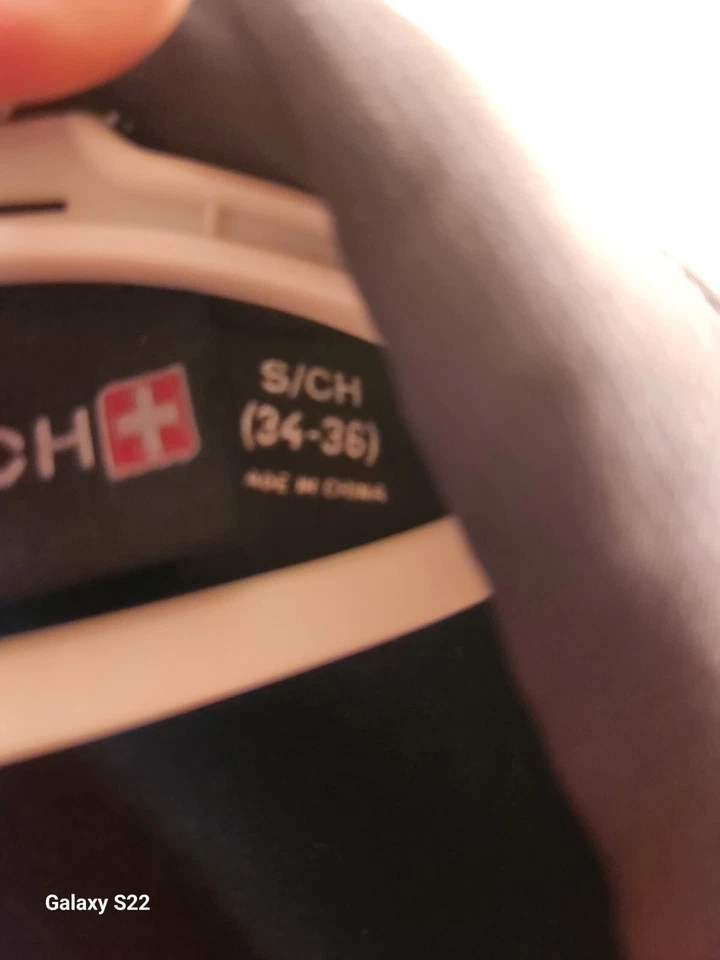 CH
S/CH
(34-36)
MADE IN CHINA
Galaxy S22